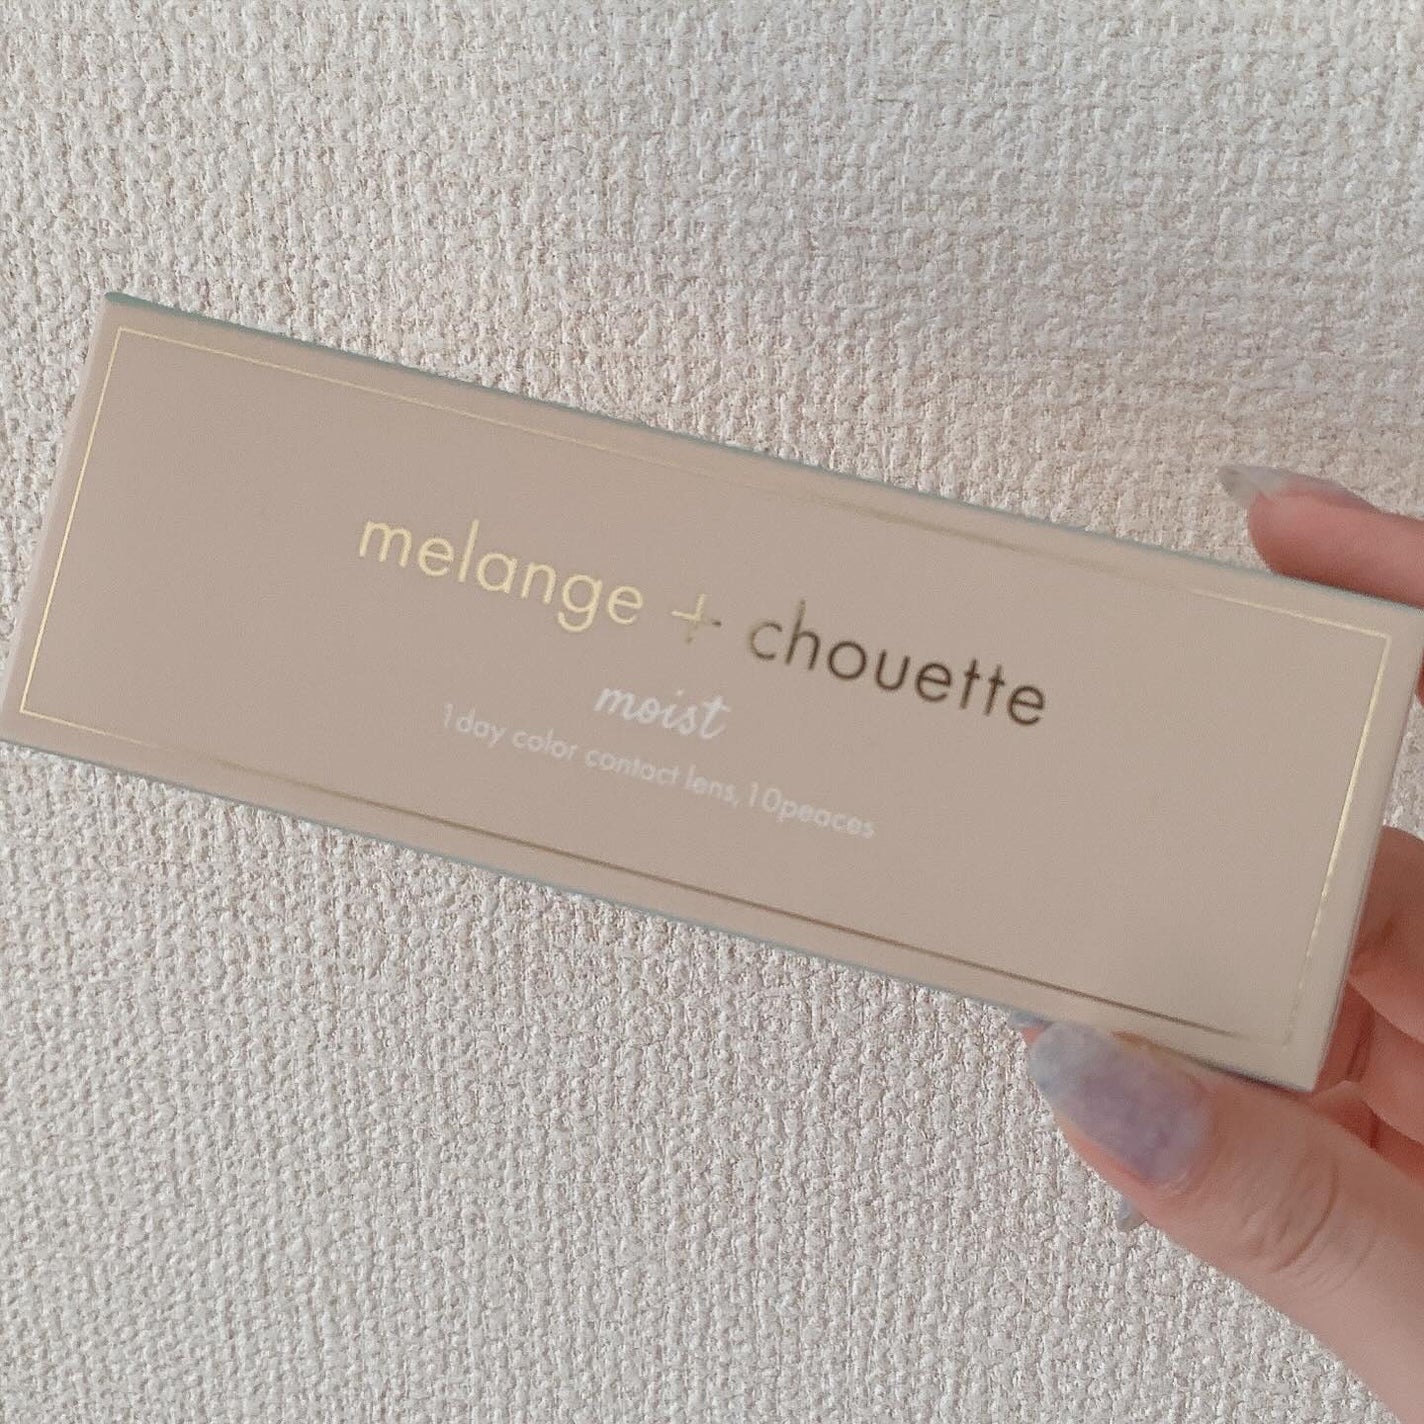 melange + chouette
moist
1day color contact lens, 10peaces